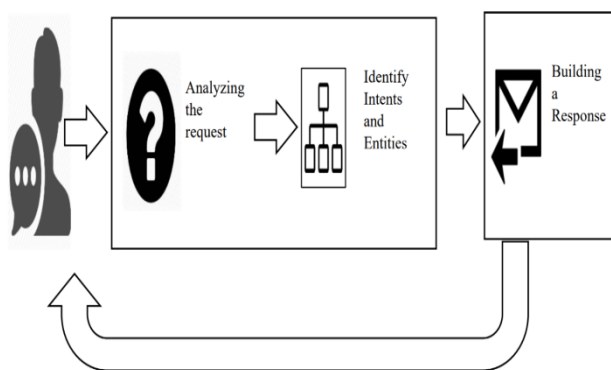 Analyzing
the
request
Identify
Intents
and
Entities
Building
a
Response